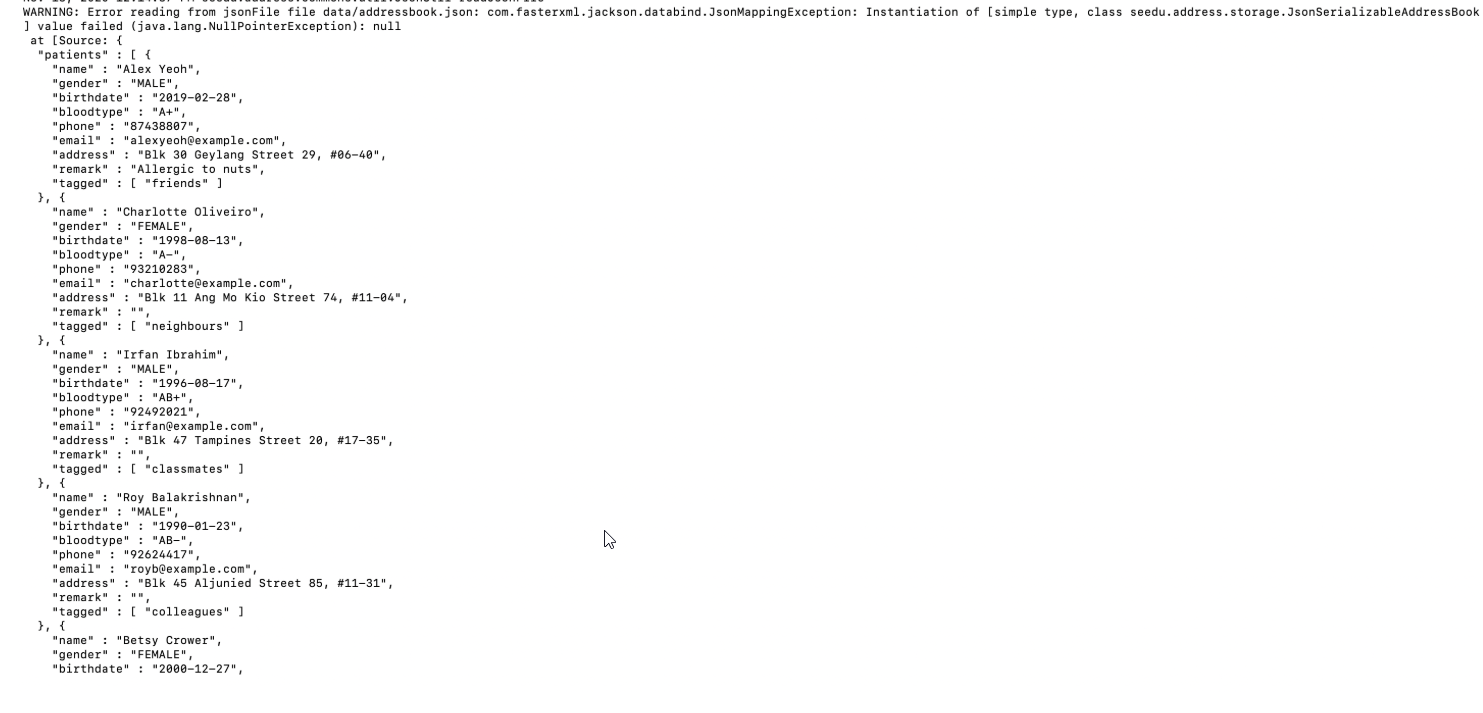 WARNING: Error reading from jsonFile file data/addressbook.json: com.fasterxml.jackson.databind.JsonMappingException: Instantiation of [simple type, class seedu.address.storage.JsonSerializableAddressBook
] value failed (java.lang.NullPointerException): null
 at [Source: {
  "patients" : [ {
    "name" : "Alex Yeoh",
    "gender" : "MALE",
    "birthdate" : "2019-02-28",
    "bloodtype" : "A+",
    "phone" : "87438807",
    "email" : "alexyeoh@example.com",
    "address" : "Blk 30 Geylang Street 29, #06-40",
    "remark" : "Allergic to nuts",
    "tagged" : [ "friends" ]
  }, {
    "name" : "Charlotte Oliveiro",
    "gender" : "FEMALE",
    "birthdate" : "1998-08-13",
    "bloodtype" : "A-",
    "phone" : "93210283",
    "email" : "charlotte@example.com",
    "address" : "Blk 11 Ang Mo Kio Street 74, #11-04",
    "remark" : "",
    "tagged" : [ "neighbours" ]
  }, {
    "name" : "Irfan Ibrahim",
    "gender" : "MALE",
    "birthdate" : "1996-08-17",
    "bloodtype" : "AB+",
    "phone" : "92492021",
    "email" : "irfan@example.com",
    "address" : "Blk 47 Tampines Street 20, #17-35",
    "remark" : "",
    "tagged" : [ "classmates" ]
  }, {
    "name" : "Roy Balakrishnan",
    "gender" : "MALE",
    "birthdate" : "1990-01-23",
    "bloodtype" : "AB-",
    "phone" : "92624417",
    "email" : "royb@example.com",
    "address" : "Blk 45 Aljunied Street 85, #11-31",
    "remark" : "",
    "tagged" : [ "colleagues" ]
  }, {
    "name" : "Betsy Crower",
    "gender" : "FEMALE",
    "birthdate" : "2000-12-27",